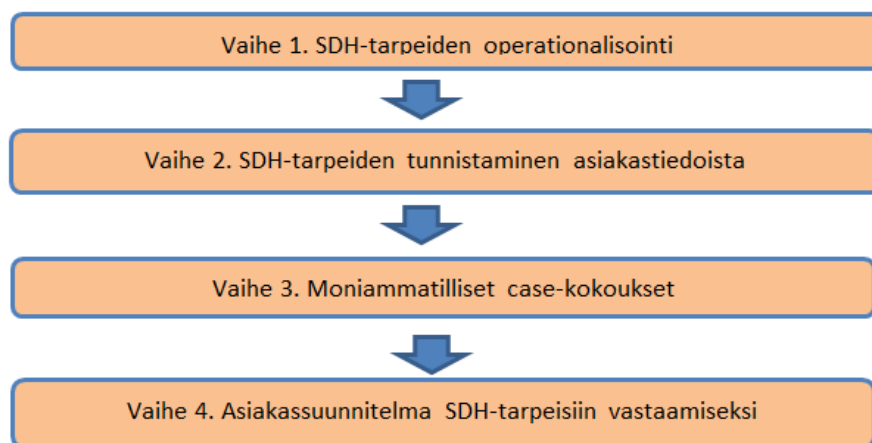 Vaihe 1. SDH-tarpeiden operationalisointi
Vaihe 2. SDH-tarpeiden tunnistaminen asiakastiedoista
Vaihe 3. Moniammatilliset case-kokoukset
Vaihe 4. Asiakassuunnitelma SDH-tarpeisiin vastaamiseksi